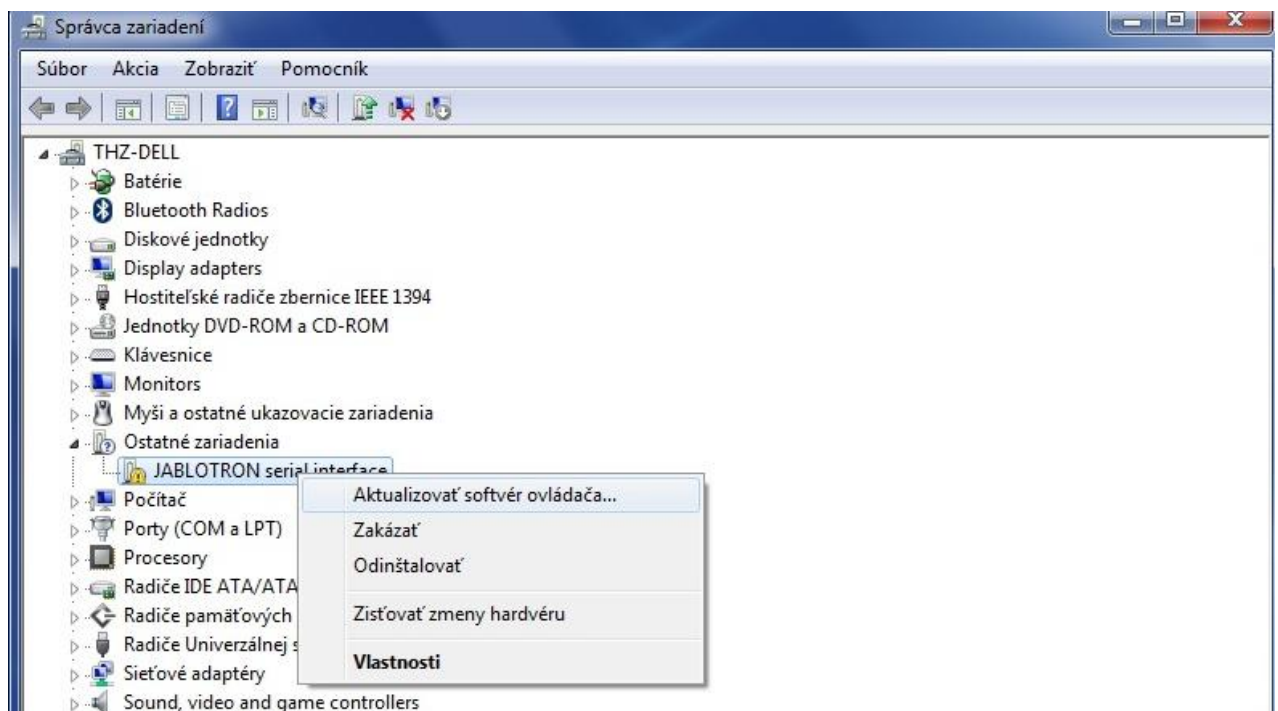 Správca zariadení
Súbor Akcia Zobraziť Pomocník
THZ-DELL
Batérie
Bluetooth Radios
Diskové jednotky
Display adapters
Hostiteľské radiče zbernice IEEE 1394
Jednotky DVD-ROM a CD-ROM
Klávesnice
Monitors
Myši a ostatné ukazovacie zariadenia
Ostatné zariadenia
JABLOTRON serial interface
Počítač
Porty (COM a LPT)
Procesory
Radiče IDE ATA/ATA
Radiče pamäťových
Radiče Univerzálnej s
Sieťové adaptéry
Sound, video and game controllers
Aktualizovať softvér ovládača...
Zakázať
Odinštalovať
Zisťovať zmeny hardvéru
Vlastnosti